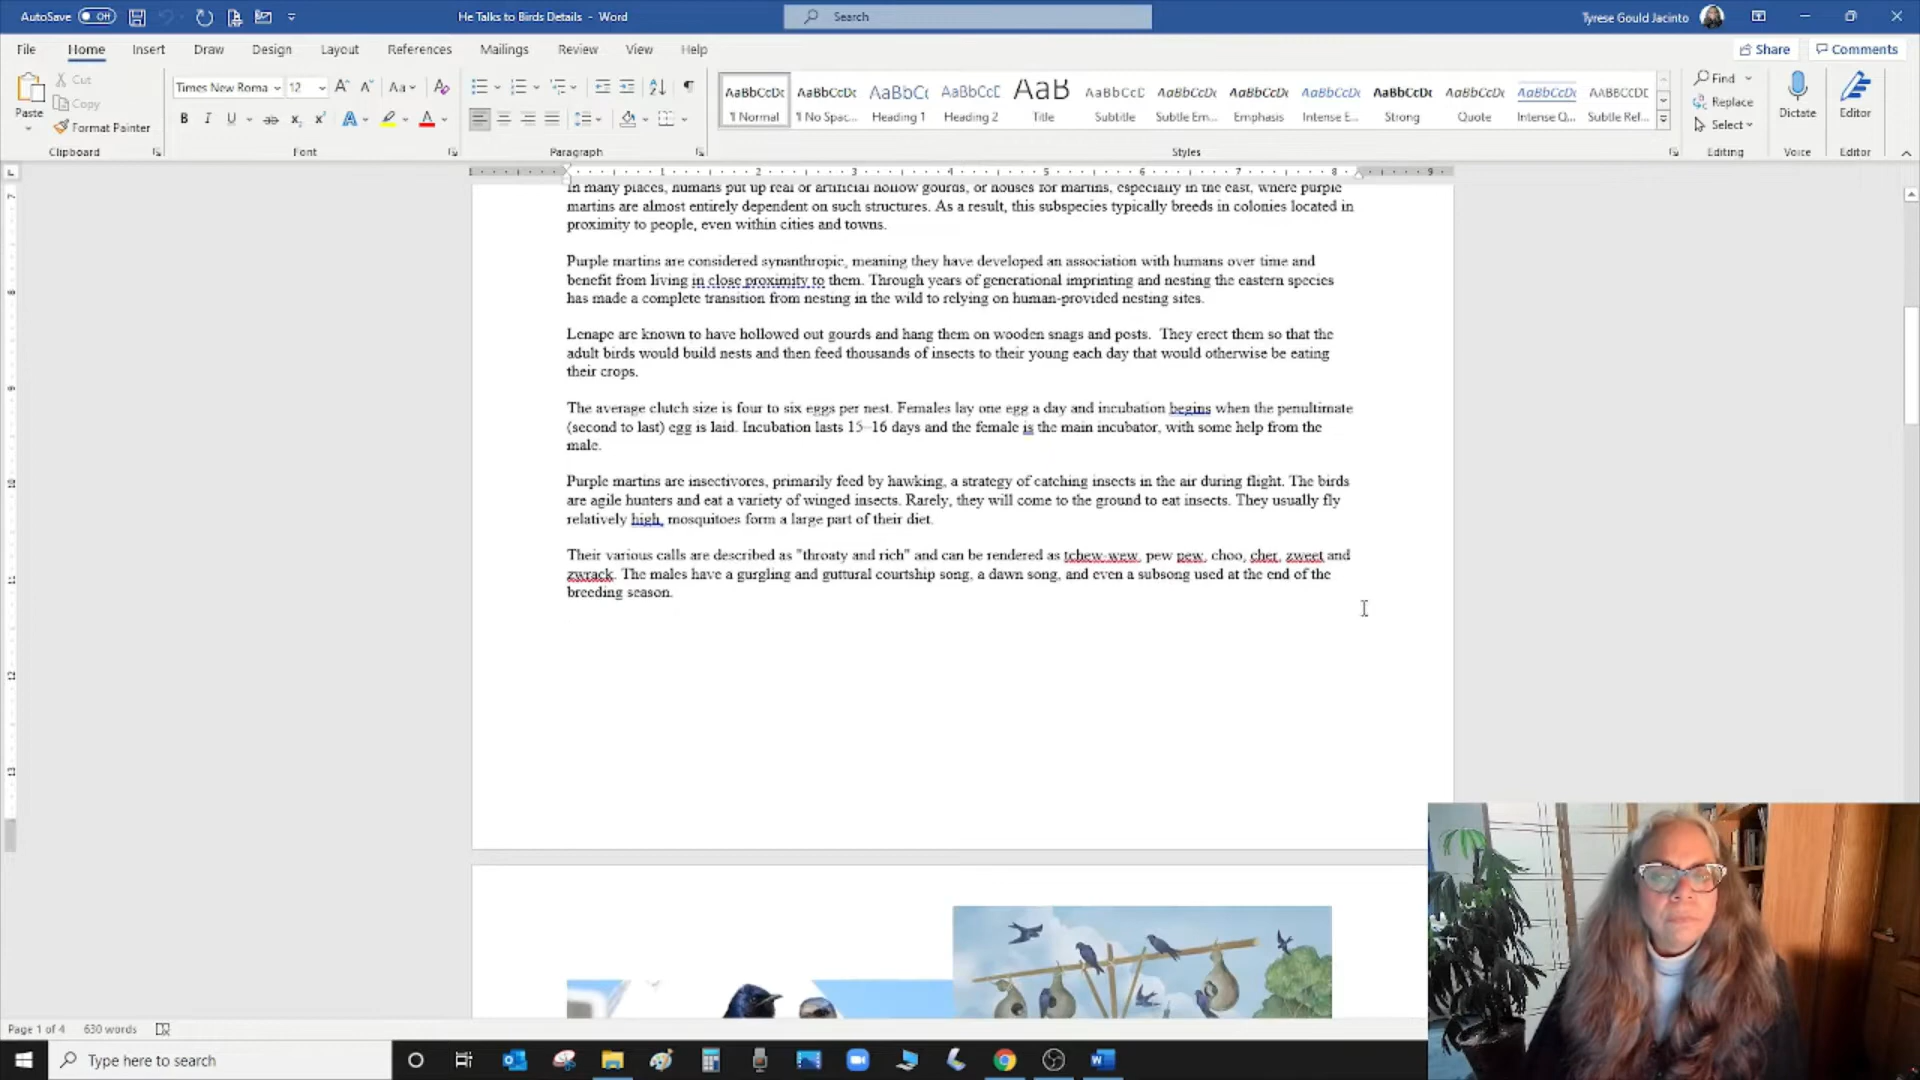 AutoSave Off He Talks to Birds Details - Word Search Tyrese Gould Jacinto
File Home Insert Draw Design Layout References Mailings Review View Help Share Comments
Paste Cut Copy Format Painter
Times New Roma 12 Aa
B I U ab x₂ x² A A
AaBbCcDc AaBbCcDc AaBbCc AaBbCcD AaB AaBbCcD AaBbCcDc AaBbCcDc AaBbCcDc AaBbCcDc AaBbCcDc AaBbCcDc AABBCCDE
¶ Normal ¶ No Spac... Heading 1 Heading 2 Title Subtitle Subtle Em... Emphasis Intense E... Strong Quote Intense Q... Subtle Ref...
Find
Replace
Select
Dictate Editor
Clipboard Font Paragraph Styles Editing Voice Editor
1 2 3 4 5 6 7 8 9
In many places, humans put up real or artificial hollow gourds, or houses for martins, especially in the east, where purple
martins are almost entirely dependent on such structures. As a result, this subspecies typically breeds in colonies located in
proximity to people, even within cities and towns.
Purple martins are considered synanthropic, meaning they have developed an association with humans over time and
benefit from living in close proximity to them. Through years of generational imprinting and nesting the eastern species
has made a complete transition from nesting in the wild to relying on human-provided nesting sites.
Lenape are known to have hollowed out gourds and hang them on wooden snags and posts. They erect them so that the
adult birds would build nests and then feed thousands of insects to their young each day that would otherwise be eating
their crops.
The average clutch size is four to six eggs per nest. Females lay one egg a day and incubation begins when the penultimate
(second to last) egg is laid. Incubation lasts 15–16 days and the female is the main incubator, with some help from the
male.
Purple martins are insectivores, primarily feed by hawking, a strategy of catching insects in the air during flight. The birds
are agile hunters and eat a variety of winged insects. Rarely, they will come to the ground to eat insects. They usually fly
relatively high, mosquitoes form a large part of their diet.
Their various calls are described as "throaty and rich" and can be rendered as tchew-wew, pew pew, choo, cher, zweet and
zwrack. The males have a gurgling and guttural courtship song, a dawn song, and even a subsong used at the end of the
breeding season.
Page 1 of 4 630 words
Type here to search